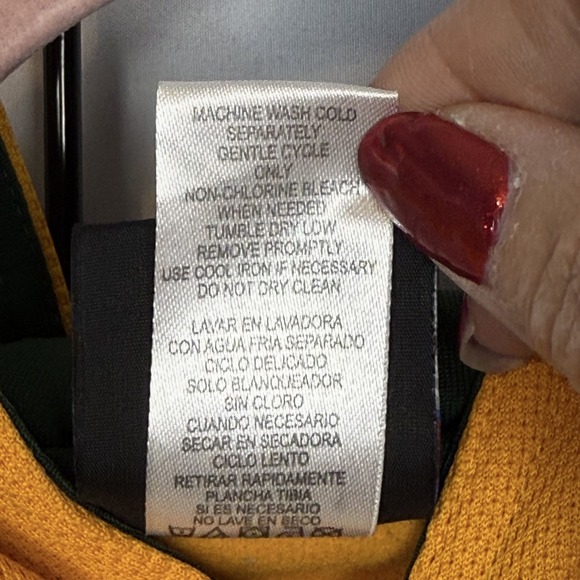 MACHINE WASH COLD
SEPARATELY
GENTLE CYCLE
ONLY
NON-CHLORINE BLEACH
WHEN NEEDED
TUMBLE DRY LOW
REMOVE PROMPTLY
USE COOL IRON IF NECESSARY
DO NOT DRY CLEAN
LAVAR EN LAVADORA
CON AGUA FRIA SEPARADO
CICLO DELICADO
SOLO BLANQUEADOR
SIN CLORO
CUANDO NECESARIO
SECAR EN SECADORA
CICLO LENTO
RETIRAR RAPIDAMENTE
PLANCHA TIBIA
SI ES NECESARIO
NO LAVE EN SECO